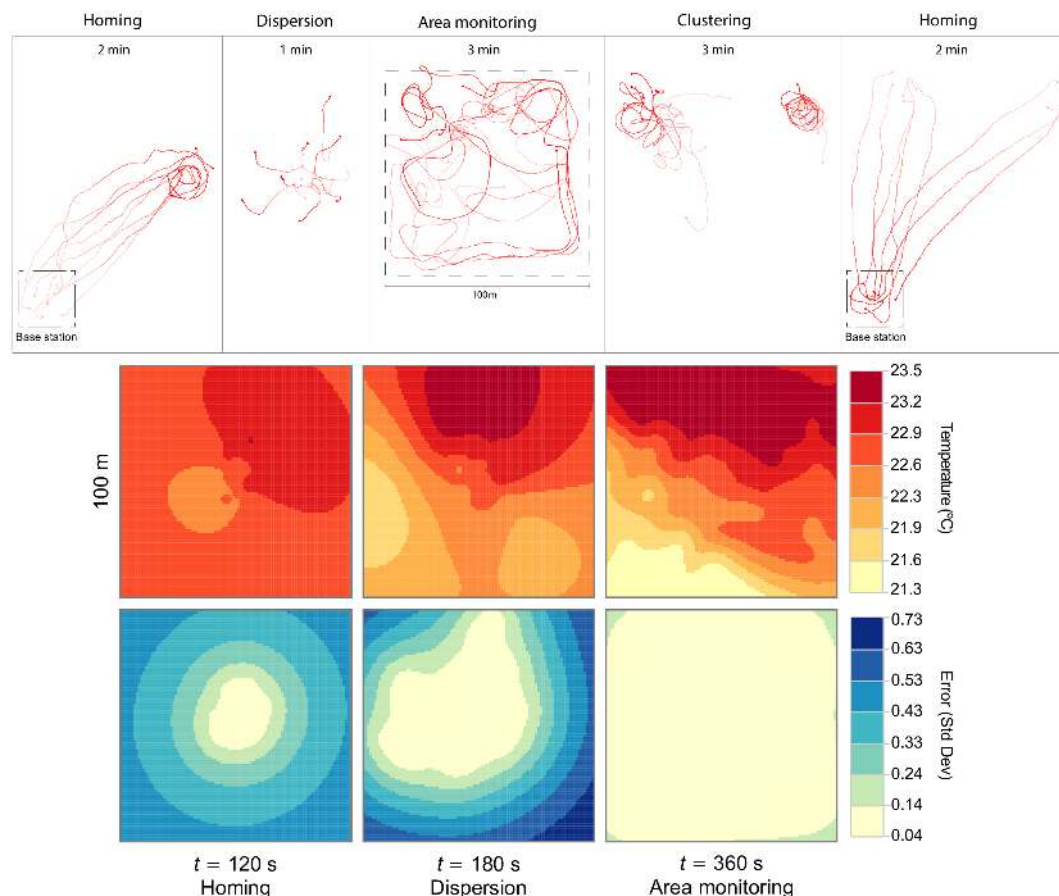 Homing
Dispersion
Area monitoring
Clustering
Homing
2 min
1 min
3 min
3 min
2 min
100m
Base station
Base station
100 m
23.5
23.2
22.9
22.6
22.3
21.9
21.6
21.3
Temperature (ºC)
0.73
0.63
0.53
0.43
0.33
0.24
0.14
0.04
Error (Std Dev)
t = 120 s
Homing
t = 180 s
Dispersion
t = 360 s
Area monitoring